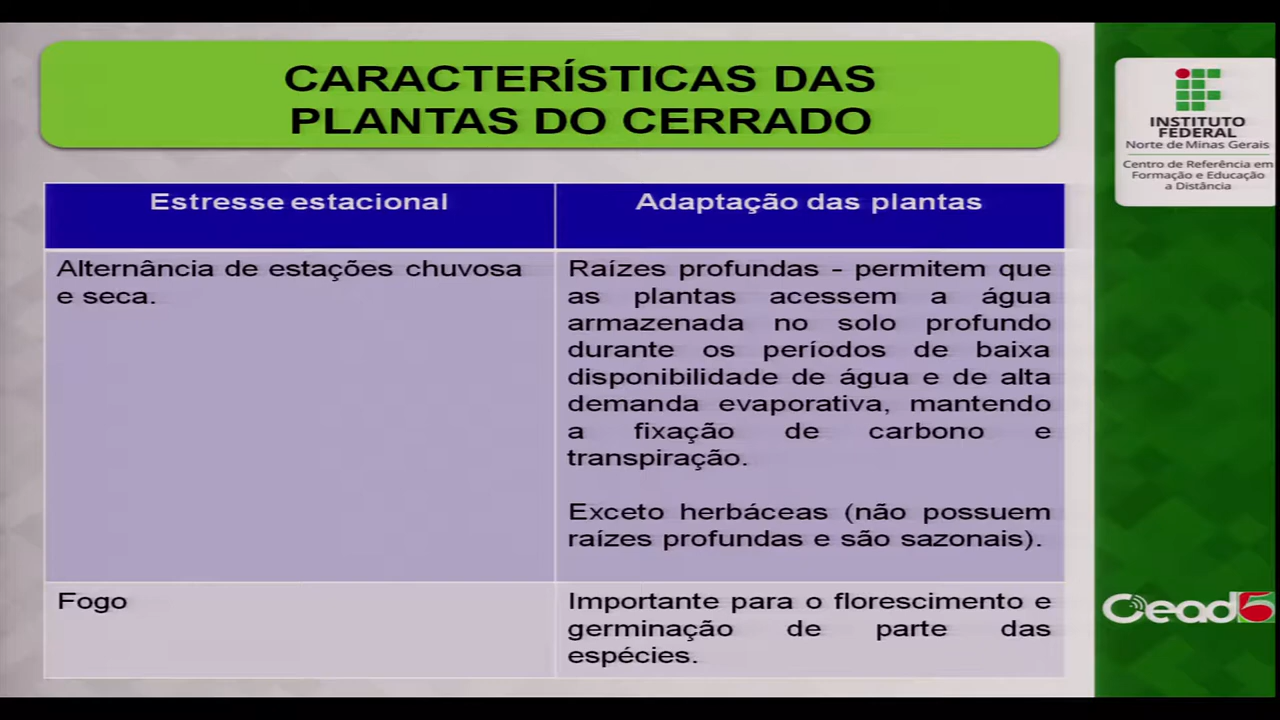 CARACTERÍSTICAS DAS
PLANTAS DO CERRADO
INSTITUTO
FEDERAL
Norte de Minas Gerais
Centro de Referência em
Formação e Educação
a Distância
Estresse estacional
Adaptação das plantas
Alternância de estações chuvosa
e seca.
Raízes profundas - permitem que
as plantas acessem a água
armazenada no solo profundo
durante os períodos de baixa
disponibilidade de água e de alta
demanda evaporativa, mantendo
a fixação de carbono e
transpiração.
Exceto herbáceas (não possuem
raízes profundas e são sazonais).
Fogo
Importante para o florescimento e
germinação de parte das
espécies.
Cead 5